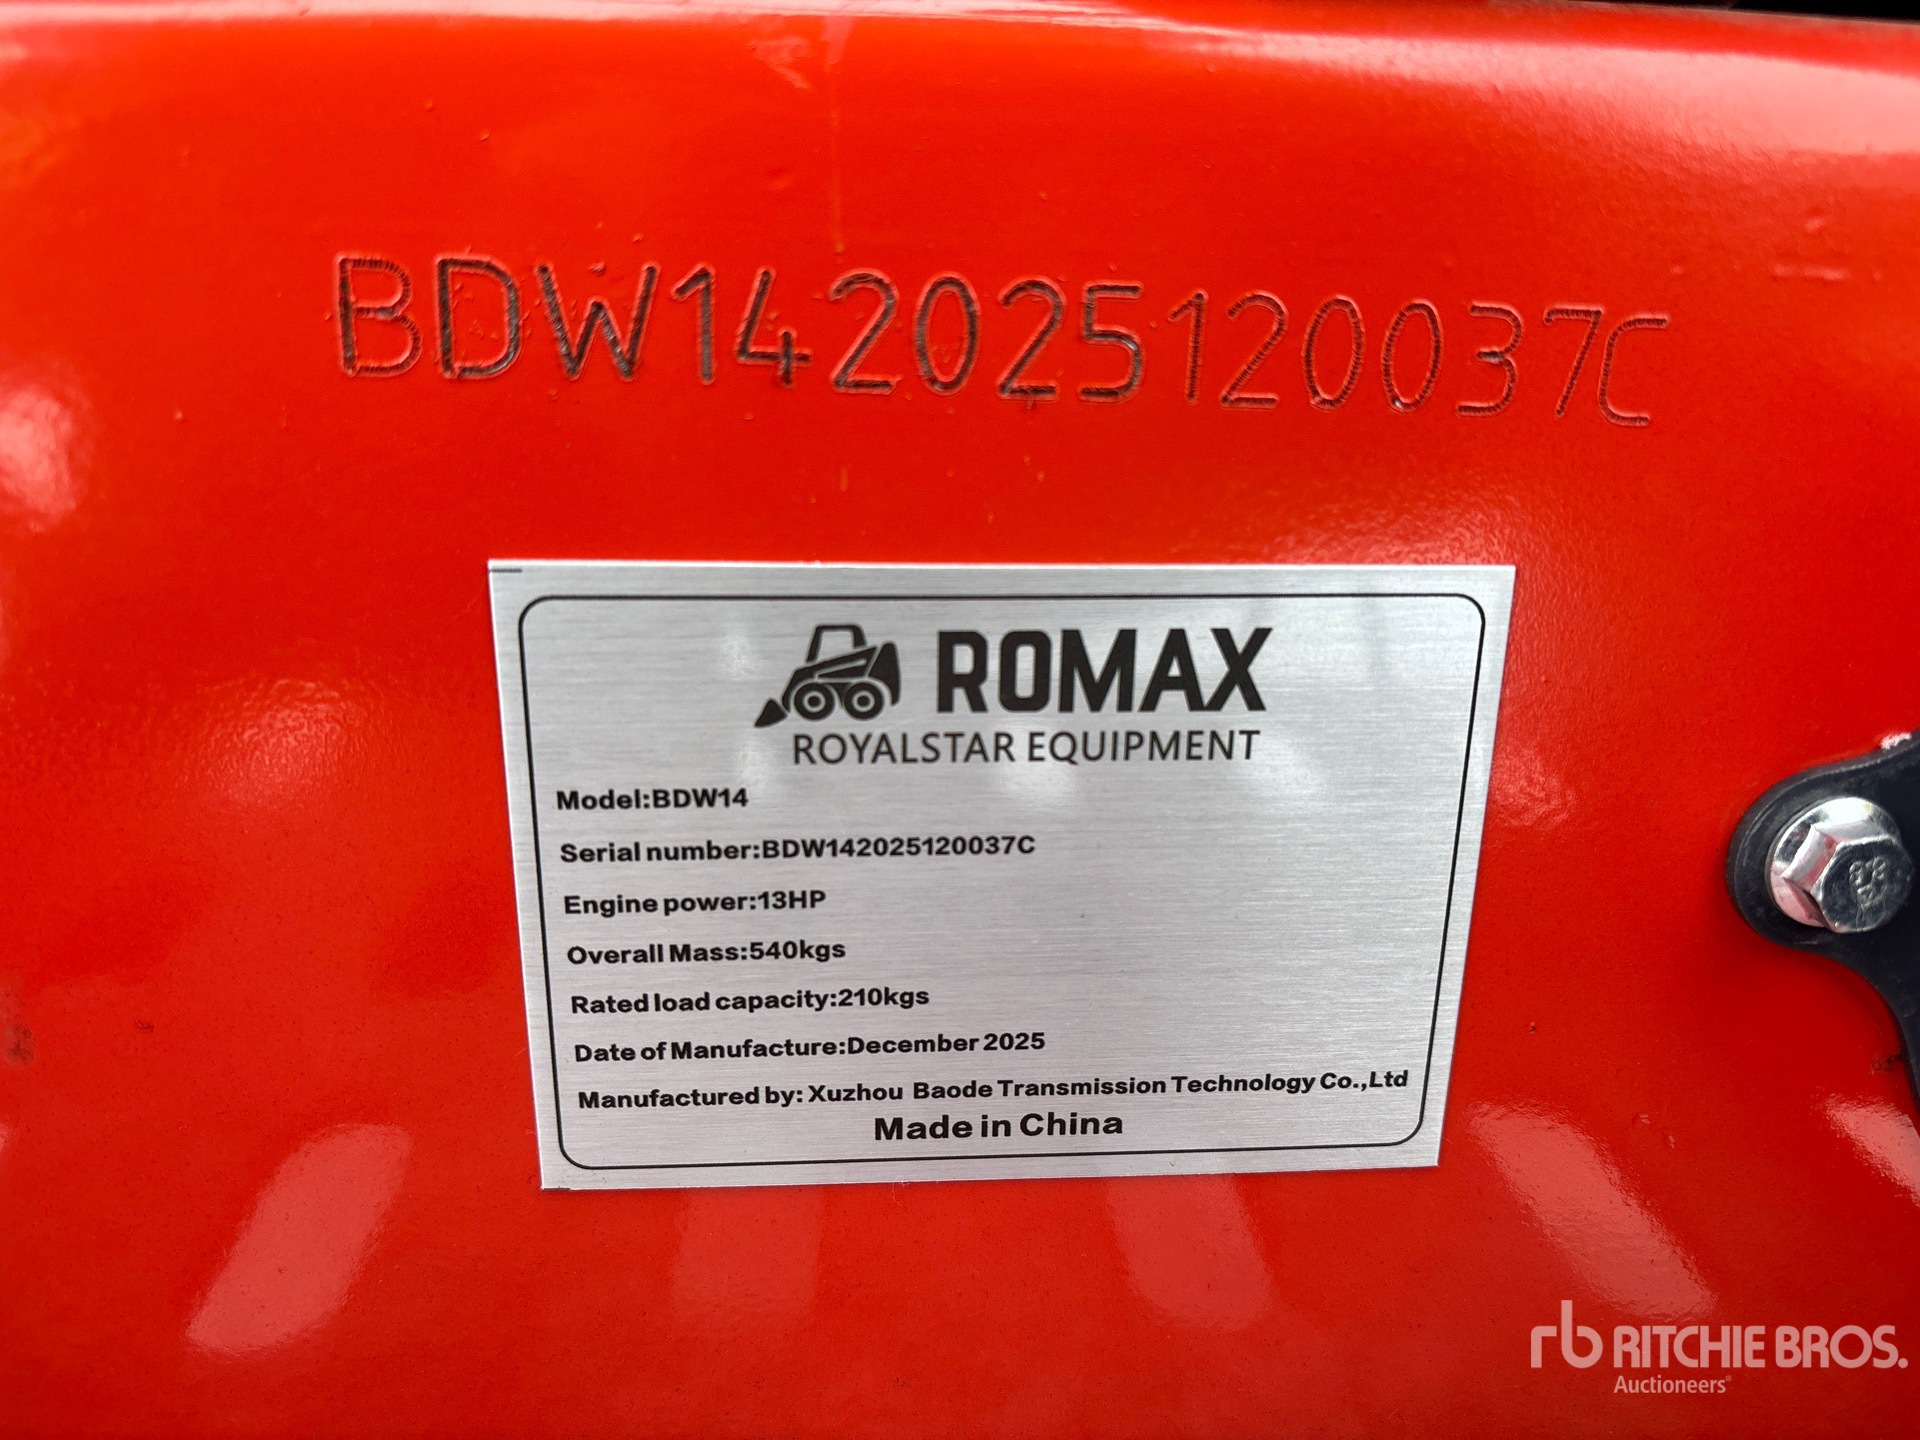 BDW142025120037C
ROMAX
ROYALSTAR EQUIPMENT
Model:BDW14
Serial number:BDW142025120037C
Engine power:13HP
Overall Mass:540kgs
Rated load capacity:210kgs
Date of Manufacture:December 2025
Manufactured by: Xuzhou Baode Transmission Technology Co.,Ltd
Made in China
rb RITCHIE BROS.
Auctioneers